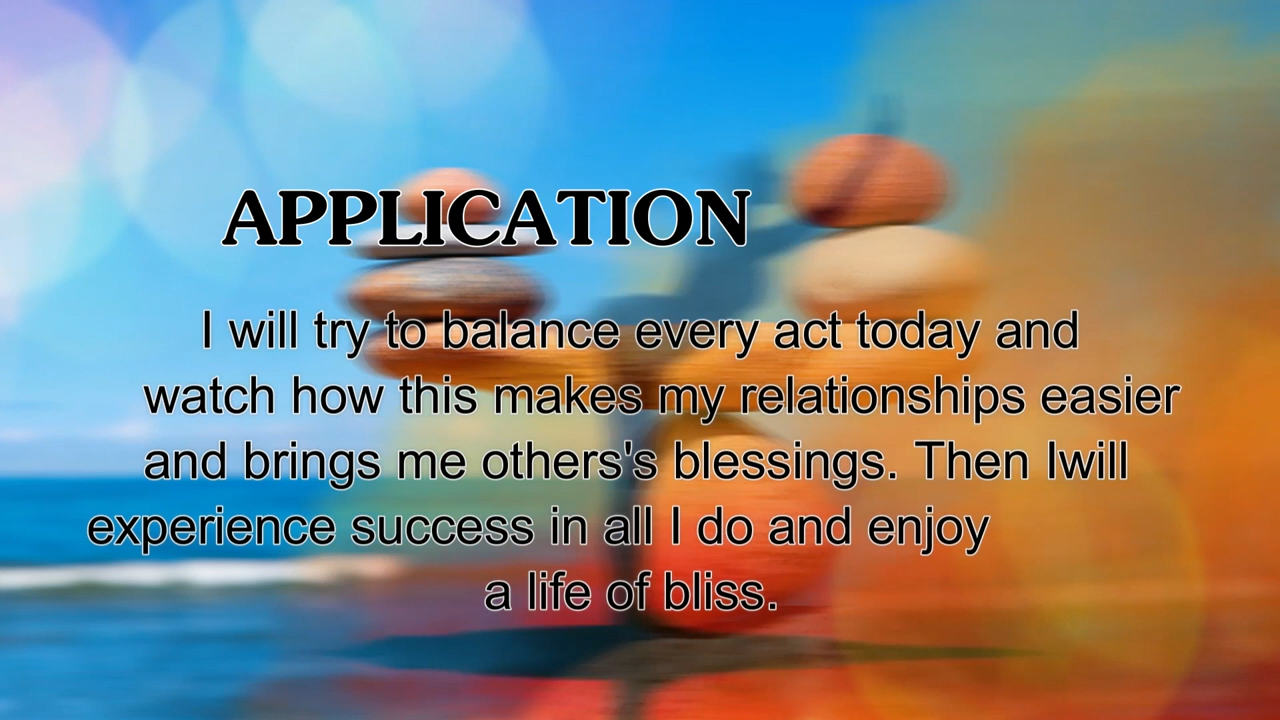 APPLICATION
I will try to balance every act today and
watch how this makes my relationships easier
and brings me others's blessings. Then Iwill
experience success in all I do and enjoy
a life of bliss.